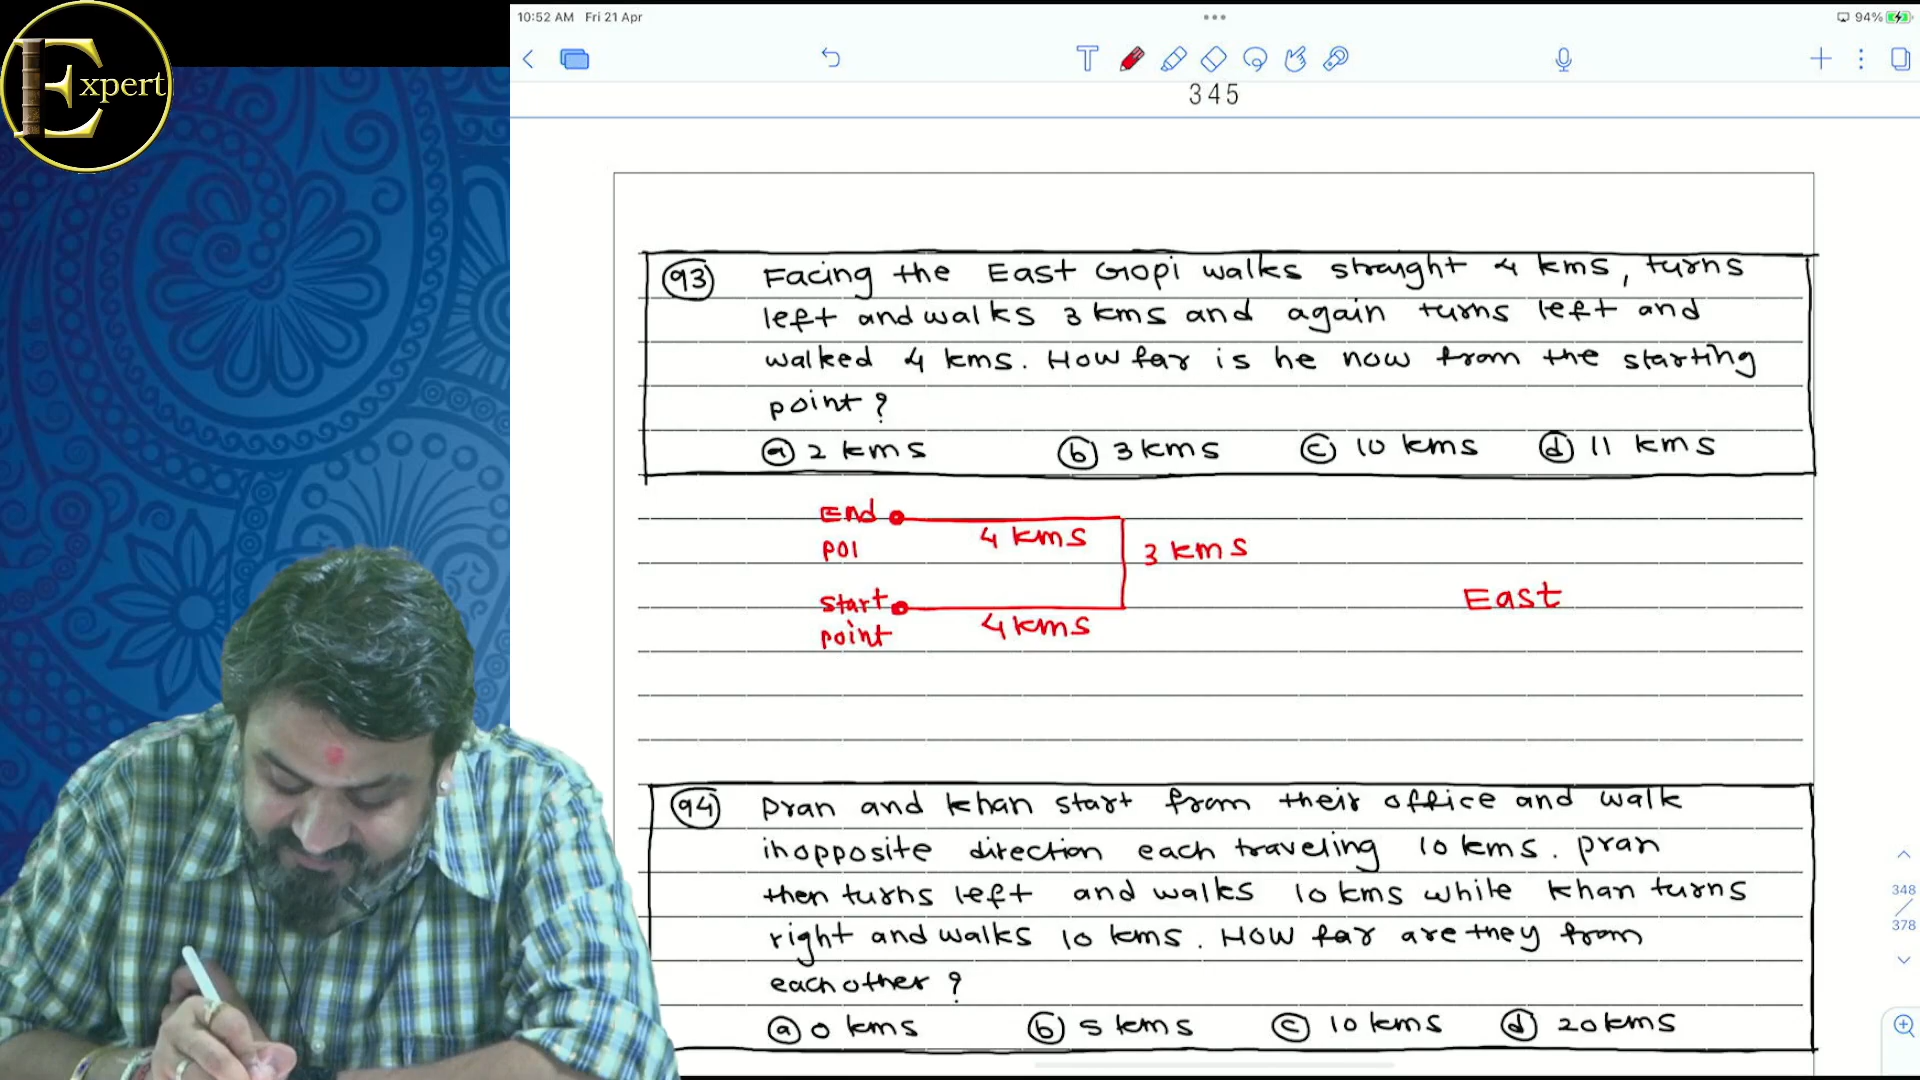 Expert
10:52 AM Fri 21 Apr
94%
345
93 Facing the East Gopi walks straight 4 kms, turns
left and walks 3 kms and again turns left and
walked 4 kms. How far is he now from the starting
point?
a 2 kms b 3 kms c 10 kms d 11 kms
End
4 kms
poi
3 kms
East
start
4 kms
point
94 Pran and Khan start from their office and walk
in opposite direction each traveling 10 kms. Pran
then turns left and walks 10 kms while Khan turns
right and walks 10 kms. How far are they from
each other?
a 0 kms b 5 kms c 10 kms d 20 kms
348
378